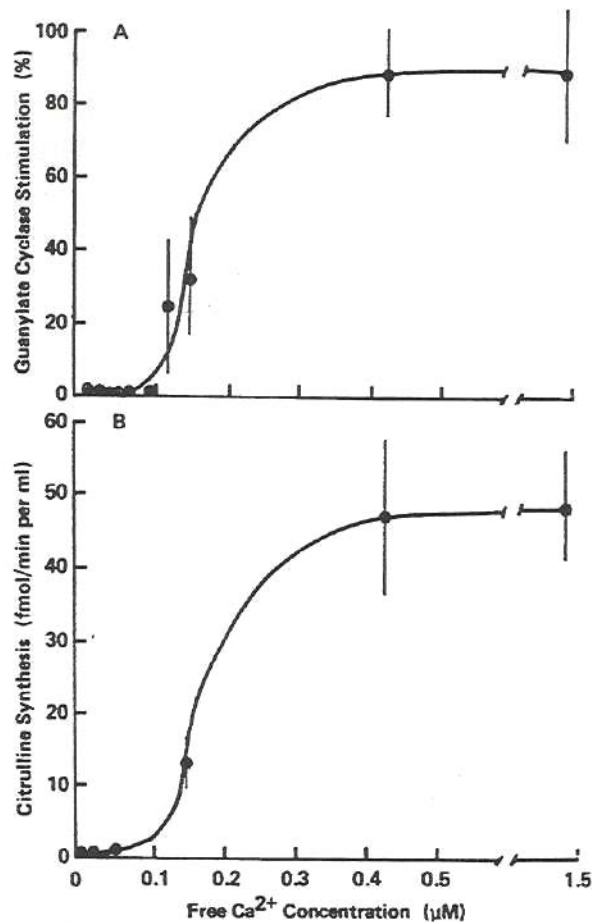 A
Guanylate Cyclase Stimulation (%)
100
80
60
40
20
0
B
Citrulline Synthesis (fmol/min per ml)
60
50
40
30
20
10
0
0 0.1 0.2 0.3 0.4 0.5 1.5
Free Ca²⁺ Concentration (μM)